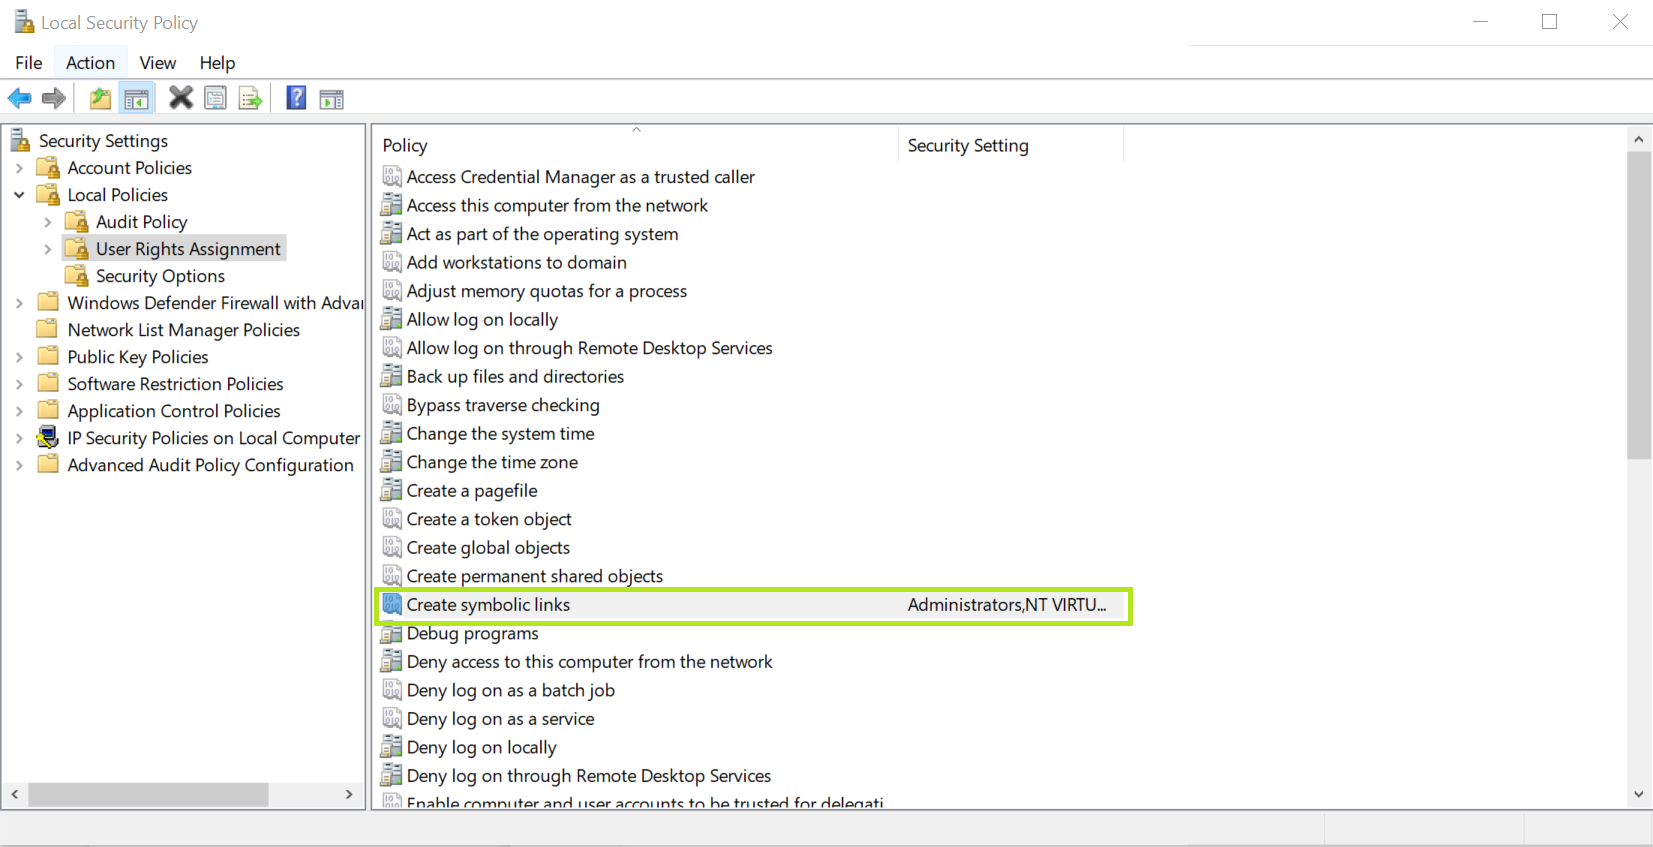 Local Security Policy
File Action View Help
Security Settings
Account Policies
Local Policies
Audit Policy
User Rights Assignment
Security Options
Windows Defender Firewall with Advar
Network List Manager Policies
Public Key Policies
Software Restriction Policies
Application Control Policies
IP Security Policies on Local Computer
Advanced Audit Policy Configuration
Policy Security Setting
Access Credential Manager as a trusted caller
Access this computer from the network
Act as part of the operating system
Add workstations to domain
Adjust memory quotas for a process
Allow log on locally
Allow log on through Remote Desktop Services
Back up files and directories
Bypass traverse checking
Change the system time
Change the time zone
Create a pagefile
Create a token object
Create global objects
Create permanent shared objects
Create symbolic links Administrators,NT VIRTU...
Debug programs
Deny access to this computer from the network
Deny log on as a batch job
Deny log on as a service
Deny log on locally
Deny log on through Remote Desktop Services
Enable computer and user accounts to be trusted for delegati